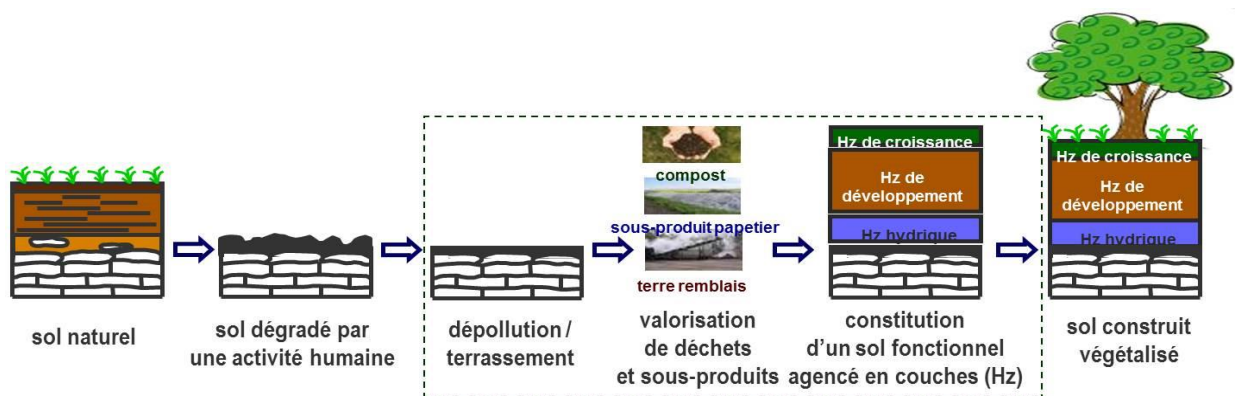 sol naturel
sol dégradé par
une activité humaine
dépollution /
terrassement
compost
sous-produit papetier
terre remblais
valorisation
de déchets
et sous-produits
Hz de croissance
Hz de
développement
Hz hydrique
constitution
d'un sol fonctionnel
agencé en couches (Hz)
Hz de croissance
Hz de
développement
Hz hydrique
sol construit
végétalisé